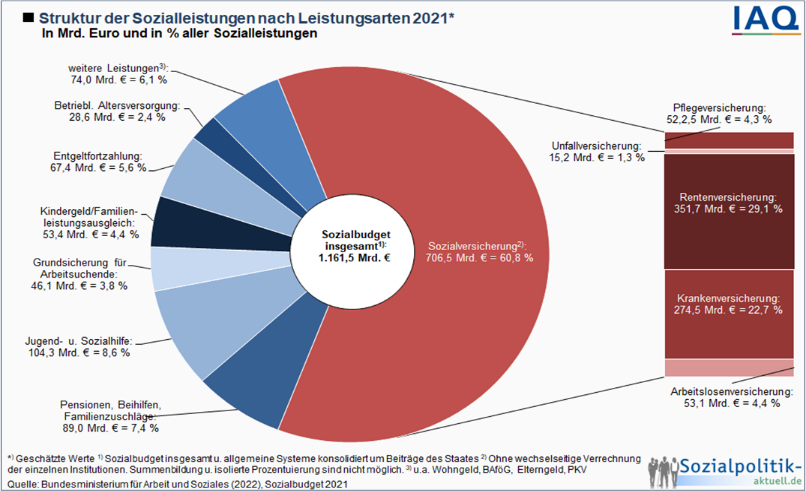 Struktur der Sozialleistungen nach Leistungsarten 2021*
In Mrd. Euro und in % aller Sozialleistungen
IAQ
weitere Leistungen3):
74,0 Mrd. € = 6,1 %
Betriebl. Altersversorgung:
28,6 Mrd. € = 2,4 %
Entgeltfortzahlung:
67,4 Mrd. € = 5,6 %
Kindergeld/Familien-
leistungsausgleich:
53,4 Mrd. € = 4,4 %
Grundsicherung für
Arbeitsuchende:
46,1 Mrd. € = 3,8 %
Jugend- u. Sozialhilfe:
104,3 Mrd. € = 8,6 %
Pensionen, Beihilfen,
Familienzuschläge:
89,0 Mrd. € = 7,4 %
Sozialbudget
insgesamt1):
1.161,5 Mrd. €
Sozialversicherung2):
706,5 Mrd. € = 60,8 %
Pflegeversicherung:
52,2,5 Mrd. € = 4,3 %
Unfallversicherung:
15,2 Mrd. € = 1,3 %
Rentenversicherung:
351,7 Mrd. € = 29,1 %
Krankenversicherung:
274,5 Mrd. € = 22,7 %
Arbeitslosenversicherung:
53,1 Mrd. € = 4,4 %
*) Geschätzte Werte 1) Sozialbudget insgesamt u. allgemeine Systeme konsolidiert um Beiträge des Staates 2) Ohne wechselseitige Verrechnung
der einzelnen Institutionen. Summenbildung u. isolierte Prozentuierung sind nicht möglich. 3) u.a. Wohngeld, BAföG, Elterngeld, PKV
Quelle: Bundesministerium für Arbeit und Soziales (2022), Sozialbudget 2021
Sozialpolitik-
aktuell.de